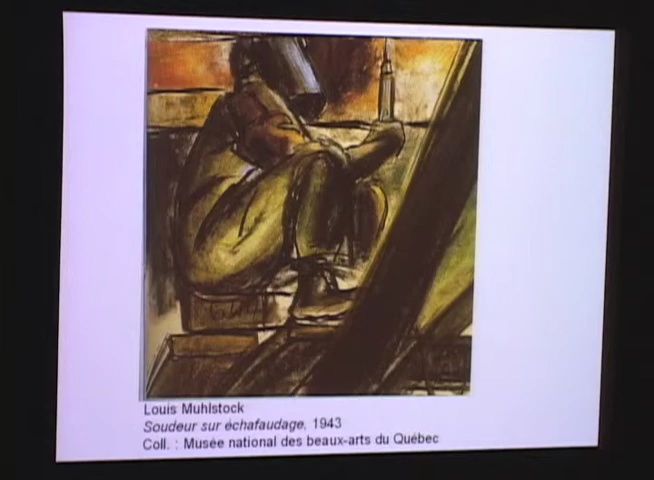 Louis Muhlstock
Soudeur sur échafaudage, 1943
Coll. : Musée national des beaux-arts du Québec